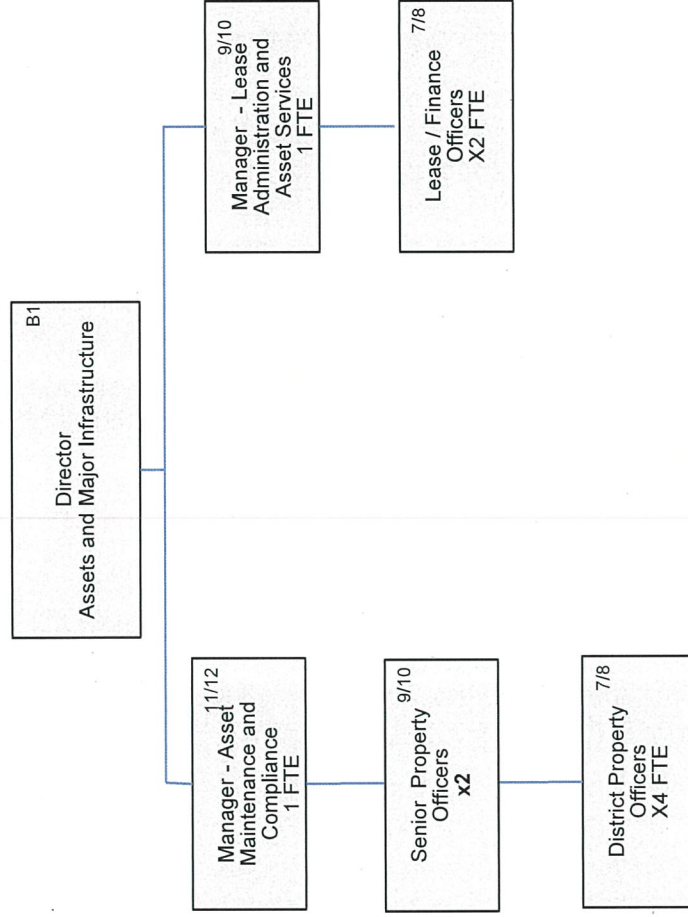 B1
Director
Assets and Major Infrastructure
11/12
Manager - Asset
Maintenance and
Compliance
1 FTE
9/10
Senior Property
Officers
x2
7/8
District Property
Officers
X4 FTE
9/10
Manager - Lease
Administration and
Asset Services
1 FTE
7/8
Lease / Finance
Officers
X2 FTE